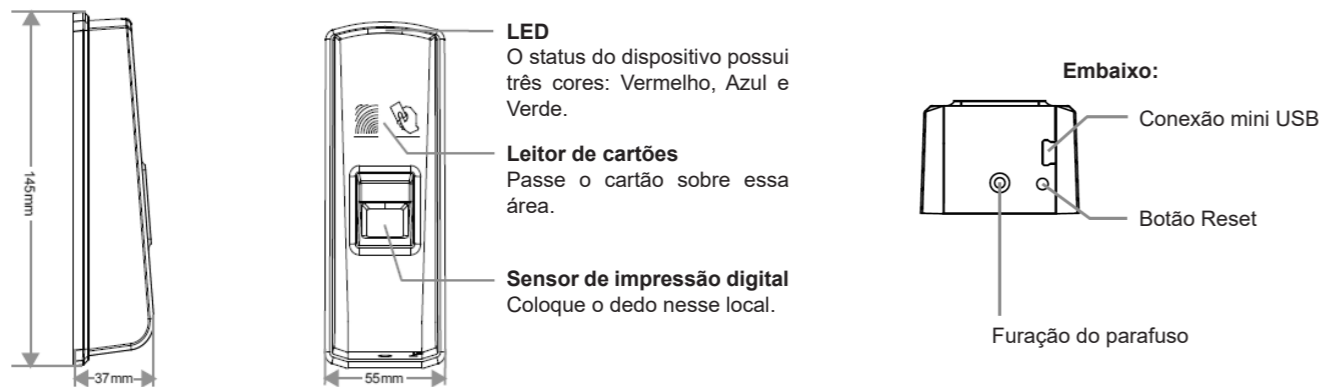 145mm
37mm
55mm
LED
O status do dispositivo possui
três cores: Vermelho, Azul e
Verde.
Leitor de cartões
Passe o cartão sobre essa
área.
Sensor de impressão digital
Coloque o dedo nesse local.
Embaixo:
Conexão mini USB
Botão Reset
Furação do parafuso